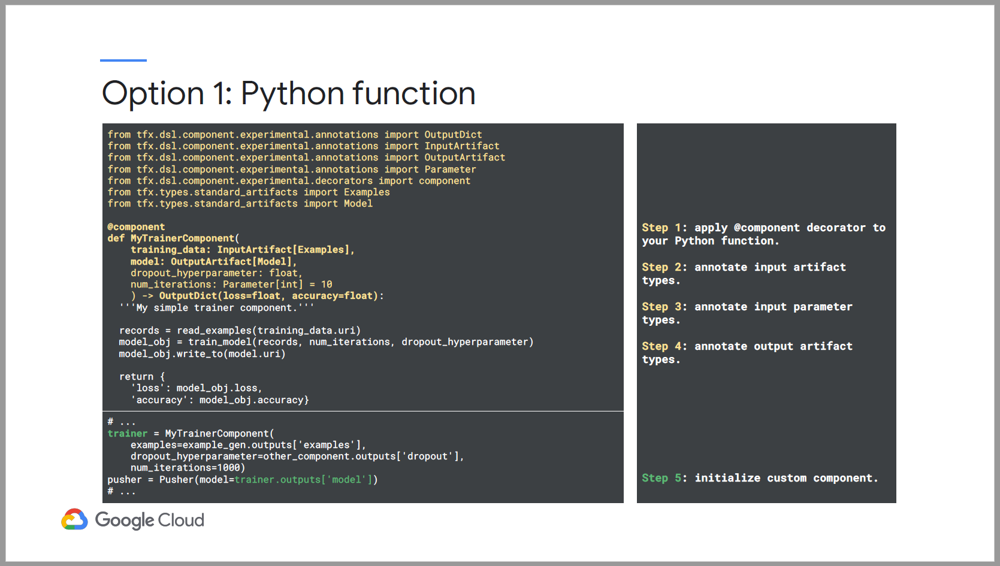 Option 1: Python function
from tfx.dsl.component.experimental.annotations import OutputDict
from tfx.dsl.component.experimental.annotations import InputArtifact
from tfx.dsl.component.experimental.annotations import OutputArtifact
from tfx.dsl.component.experimental.annotations import Parameter
from tfx.dsl.component.experimental.decorators import component
from tfx.types.standard_artifacts import Examples
from tfx.types.standard_artifacts import Model
@component
def MyTrainerComponent(
    training_data: InputArtifact[Examples],
    model: OutputArtifact[Model],
    dropout_hyperparameter: float,
    num_iterations: Parameter[int] = 10
    ) -> OutputDict(loss=float, accuracy=float):
  '''My simple trainer component.'''
  records = read_examples(training_data.uri)
  model_obj = train_model(records, num_iterations, dropout_hyperparameter)
  model_obj.write_to(model.uri)
  return {
    'loss': model_obj.loss,
    'accuracy': model_obj.accuracy}
# ...
trainer = MyTrainerComponent(
    examples=example_gen.outputs['examples'],
    dropout_hyperparameter=other_component.outputs['dropout'],
    num_iterations=1000)
pusher = Pusher(model=trainer.outputs['model'])
# ...
Step 1: apply @component decorator to
your Python function.
Step 2: annotate input artifact
types.
Step 3: annotate input parameter
types.
Step 4: annotate output artifact
types.
Step 5: initialize custom component.
Google Cloud